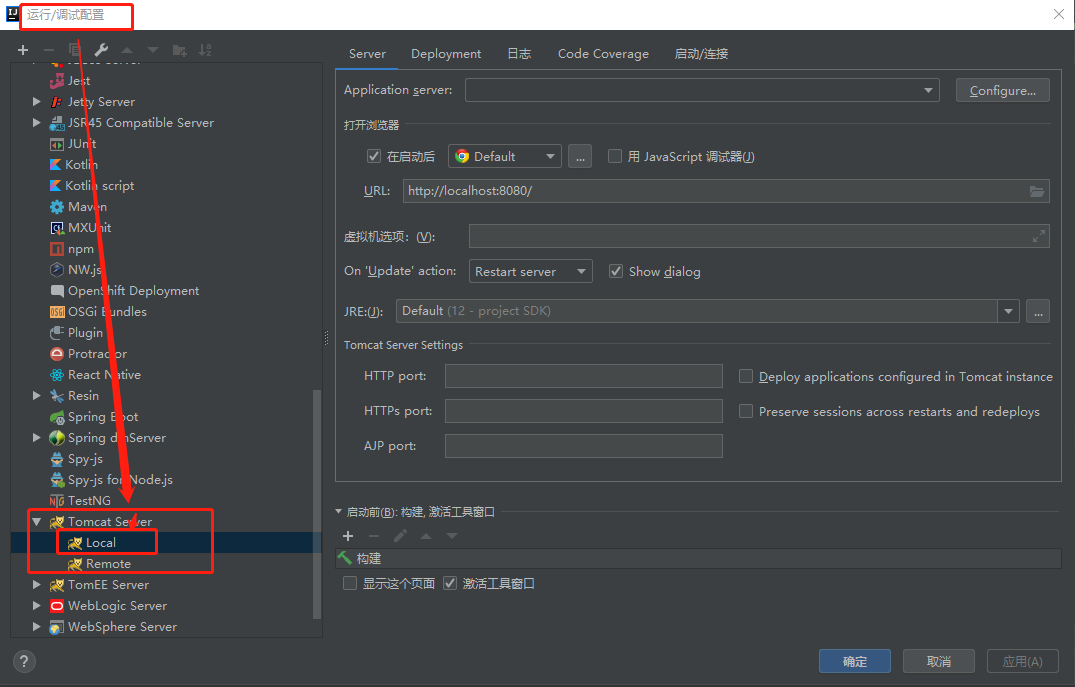 运行/调试配置
Server
Deployment
日志
Code Coverage
启动/连接
Jest
Jetty Server
JSR45 Compatible Server
JUnit
Kotlin
Kotlin script
Maven
MXUnit
npm
NW.js
OpenShift Deployment
OSGi Bundles
Plugin
Protractor
React Native
Resin
Spring Boot
Spring dmServer
Spy-js
Spy-js for Node.js
TestNG
Tomcat Server
Local
Remote
TomEE Server
WebLogic Server
WebSphere Server
Application server:
Configure...
打开浏览器
在启动后
Default
...
用 JavaScript 调试器(J)
URL:
http://localhost:8080/
虚拟机选项: (V):
On 'Update' action:
Restart server
Show dialog
JRE:(J):
Default (12 - project SDK)
...
Tomcat Server Settings
HTTP port:
Deploy applications configured in Tomcat instance
HTTPs port:
Preserve sessions across restarts and redeploys
AJP port:
启动前(B): 构建, 激活工具窗口
构建
显示这个页面
激活工具窗口
?
确定
取消
应用(A)